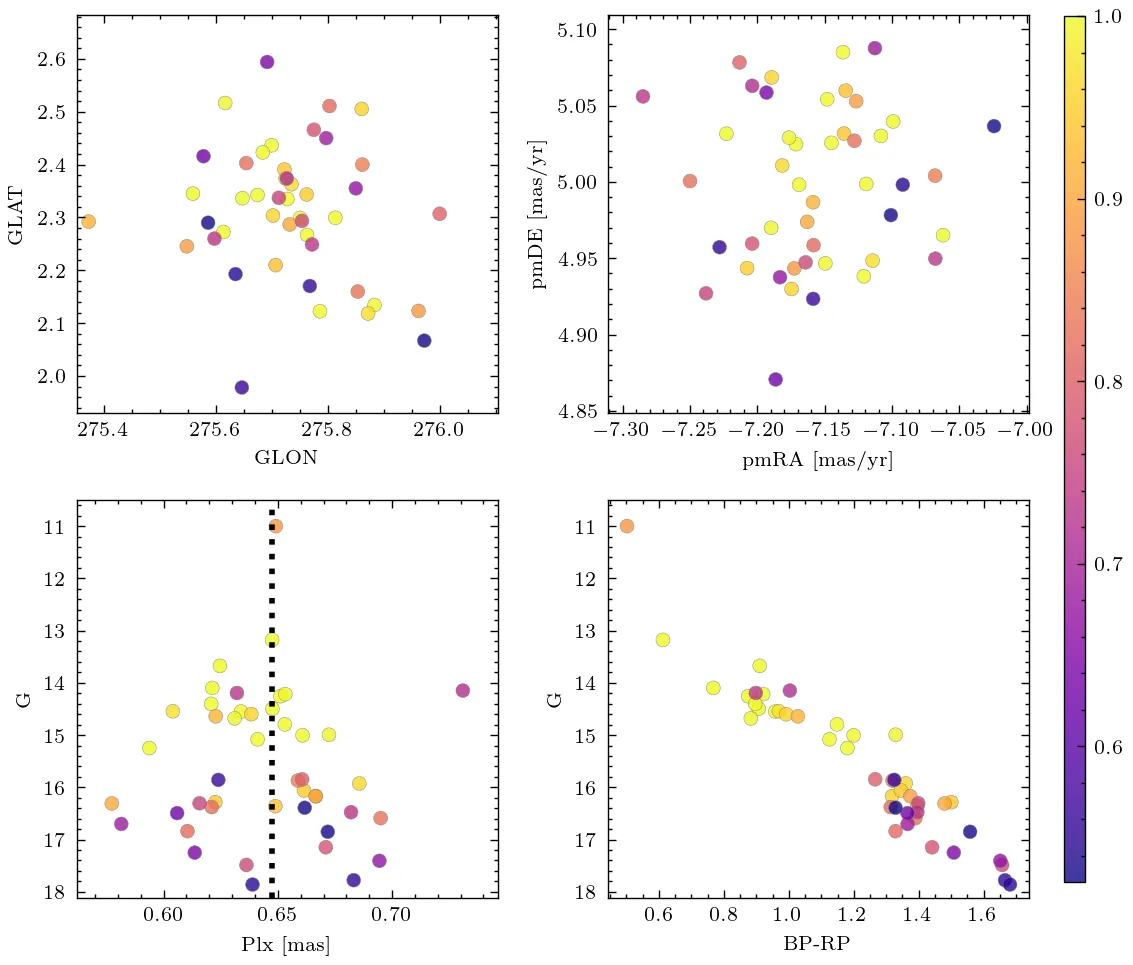 2.6
2.5
2.4
2.3
2.2
2.1
2.0
GLAT
275.4 275.6 275.8 276.0
GLON
5.10
5.05
5.00
4.95
4.90
4.85
pmDE [mas/yr]
−7.30 −7.25 −7.20 −7.15 −7.10 −7.05 −7.00
pmRA [mas/yr]
1.0
0.9
0.8
0.7
0.6
11
12
13
14
15
16
17
18
G
0.60 0.65 0.70
Plx [mas]
11
12
13
14
15
16
17
18
G
0.6 0.8 1.0 1.2 1.4 1.6
BP-RP